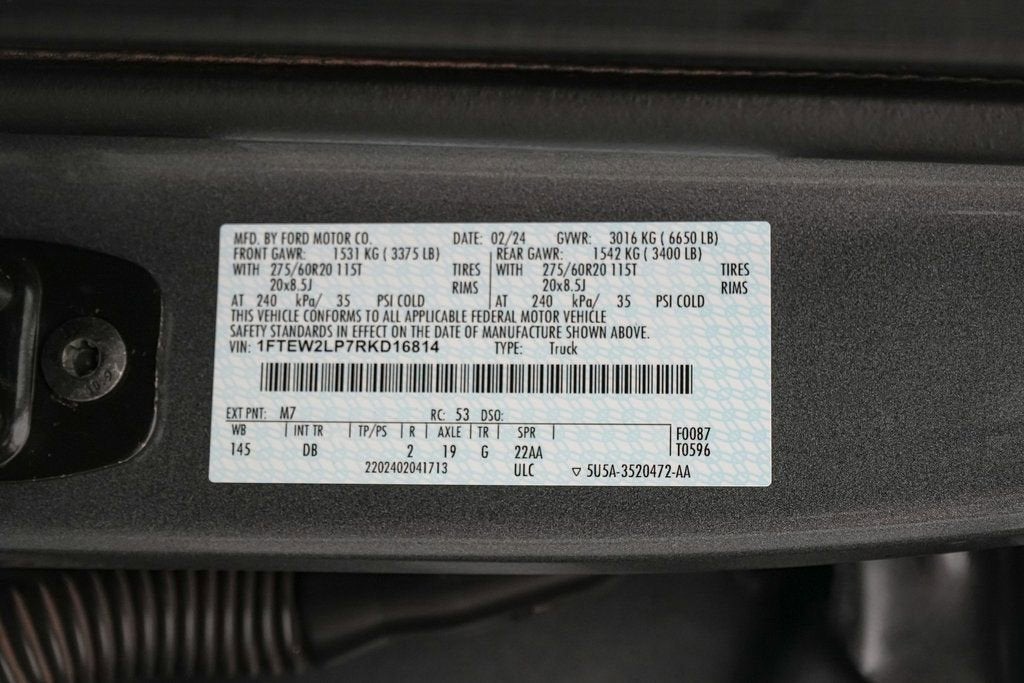 MFD. BY FORD MOTOR CO. DATE: 02/24 GVWR: 3016 KG ( 6650 LB)
FRONT GAWR: 1531 KG ( 3375 LB) REAR GAWR: 1542 KG ( 3400 LB)
WITH 275/60R20 115T TIRES WITH 275/60R20 115T TIRES
20x8.5J RIMS 20x8.5J RIMS
AT 240 kPa/ 35 PSI COLD AT 240 kPa/ 35 PSI COLD
THIS VEHICLE CONFORMS TO ALL APPLICABLE FEDERAL MOTOR VEHICLE
SAFETY STANDARDS IN EFFECT ON THE DATE OF MANUFACTURE SHOWN ABOVE.
VIN: 1FTEW2LP7RKD16814 TYPE: Truck
EXT PNT: M7 RC: 53 DSO:
WB INT TR TP/PS R AXLE TR SPR F0087
145 DB 2 19 G 22AA T0596
2202402041713 ULC ▽ 5U5A-3520472-AA
10.9